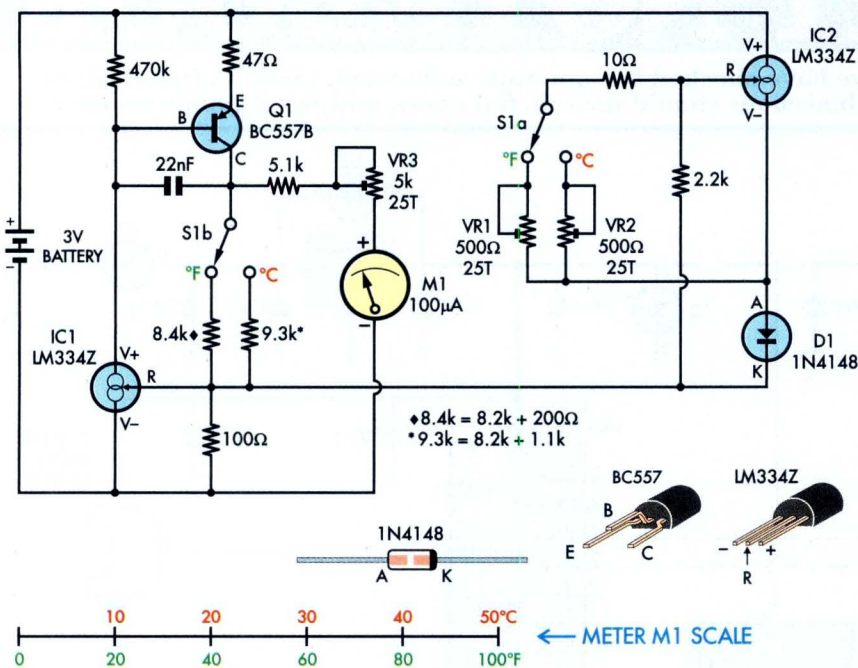 470k
47Ω
E
B
C
Q1
BC557B
22nF
5.1k
VR3
5k
25T
S1b
+
3V
BATTERY
−
°F
°C
+
M1
100µA
−
IC1
LM334Z
V+
R
V−
8.4k♦
9.3k*
100Ω
10Ω
IC2
LM334Z
V+
R
V−
S1a
°F
°C
2.2k
VR1
500Ω
25T
VR2
500Ω
25T
A
K
D1
1N4148
♦8.4k = 8.2k + 200Ω
*9.3k = 8.2k + 1.1k
BC557
B
E
C
LM334Z
−
R
+
1N4148
A
K
10 20 30 40 50°C
METER M1 SCALE
0 20 40 60 80 100°F